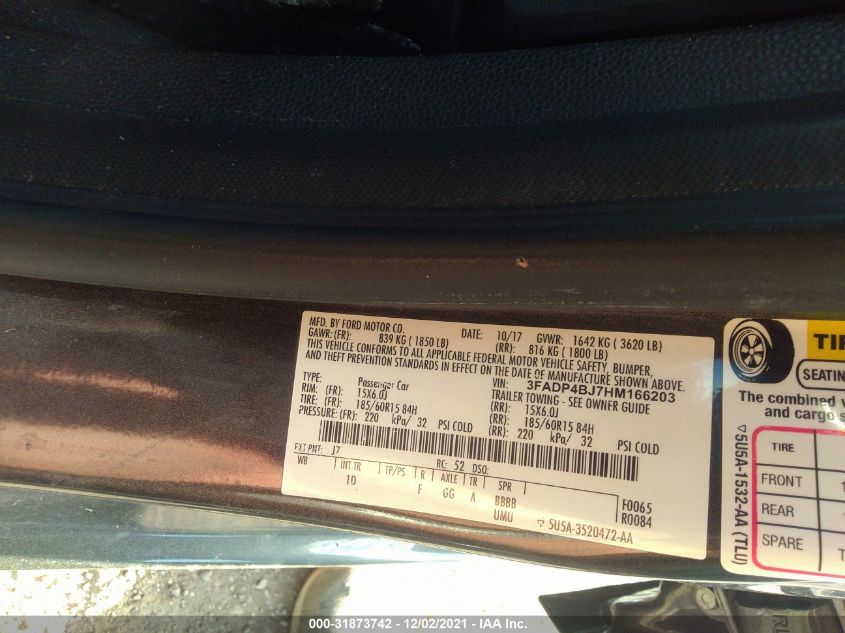 MFD. BY FORD MOTOR CO. DATE: 10/17 GVWR: 1642 KG ( 3620 LB)
GAWR: (FR): 839 KG ( 1850 LB) (RR): 816 KG ( 1800 LB)
THIS VEHICLE CONFORMS TO ALL APPLICABLE FEDERAL MOTOR VEHICLE SAFETY, BUMPER,
AND THEFT PREVENTION STANDARDS IN EFFECT ON THE DATE OF MANUFACTURE SHOWN ABOVE.
VIN: 3FADP4BJ7HM166203
TYPE: Passenger Car TRAILER TOWING - SEE OWNER GUIDE
RIM: (FR): 15X6.0J (RR): 15X6.0J
TIRE: (FR): 185/60R15 84H (RR): 185/60R15 84H
PRESSURE: (FR): 220 kPa/ 32 PSI COLD (RR): 220 kPa/ 32 PSI COLD
EXT PNT: J7 RC: 52 DSO:
WB INT TR TP/PS R AXLE TR SPR
1D F GG A BBBB F0065
UMU R0084
5U5A-3520472-AA
5U5A-1532-AA (TLU)
TIR
SEATIN
The combined v
and cargo s
TIRE
FRONT
REAR
SPARE T
000-31873742 - 12/02/2021 - IAA Inc.